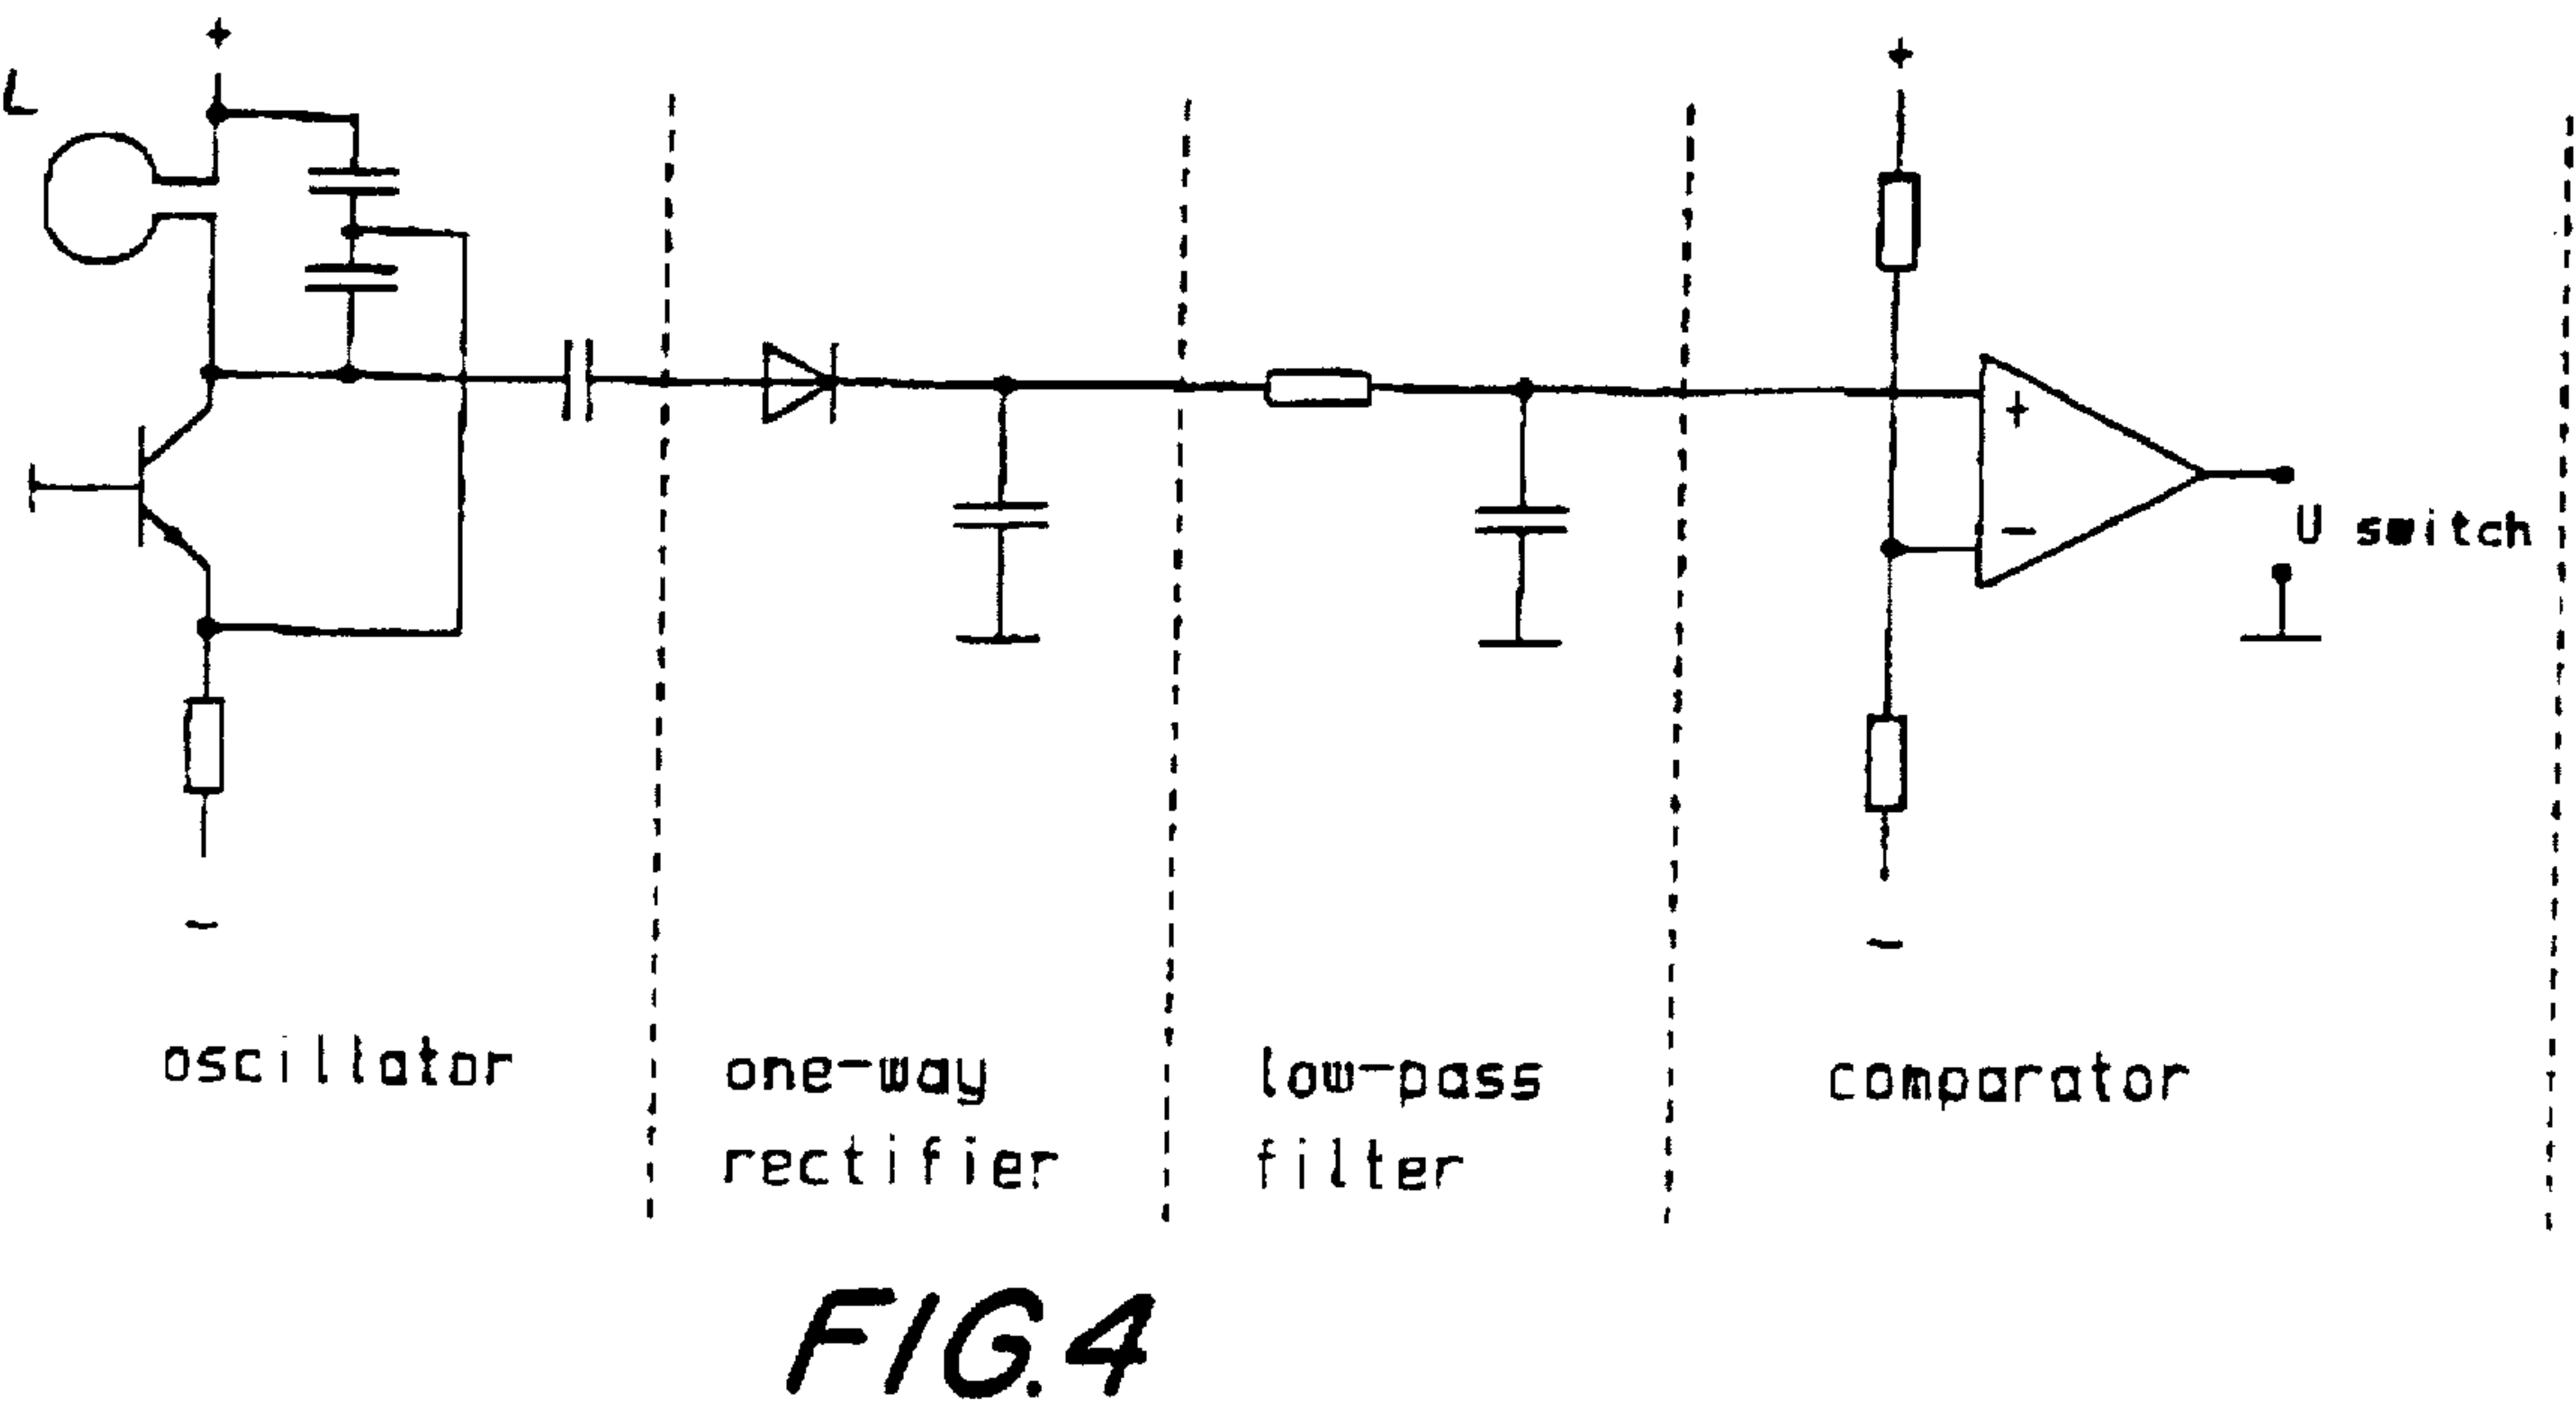 +
+
L
+
−
U switch
−
−
oscillator
one-way
rectifier
low-pass
filter
comparator
FIG.4